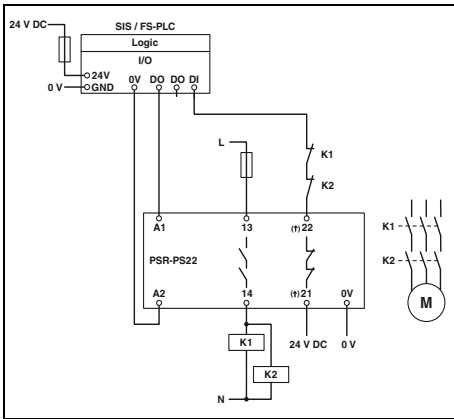 24 V DC
SIS / FS-PLC
Logic
I/O
24V
0V DO DO DI
0 V
GND
L
K1
K2
A1 13 (†) 22
PSR-PS22
K1
K2
A2 14 (†) 21 0V
M
K1
24 V DC 0 V
K2
N